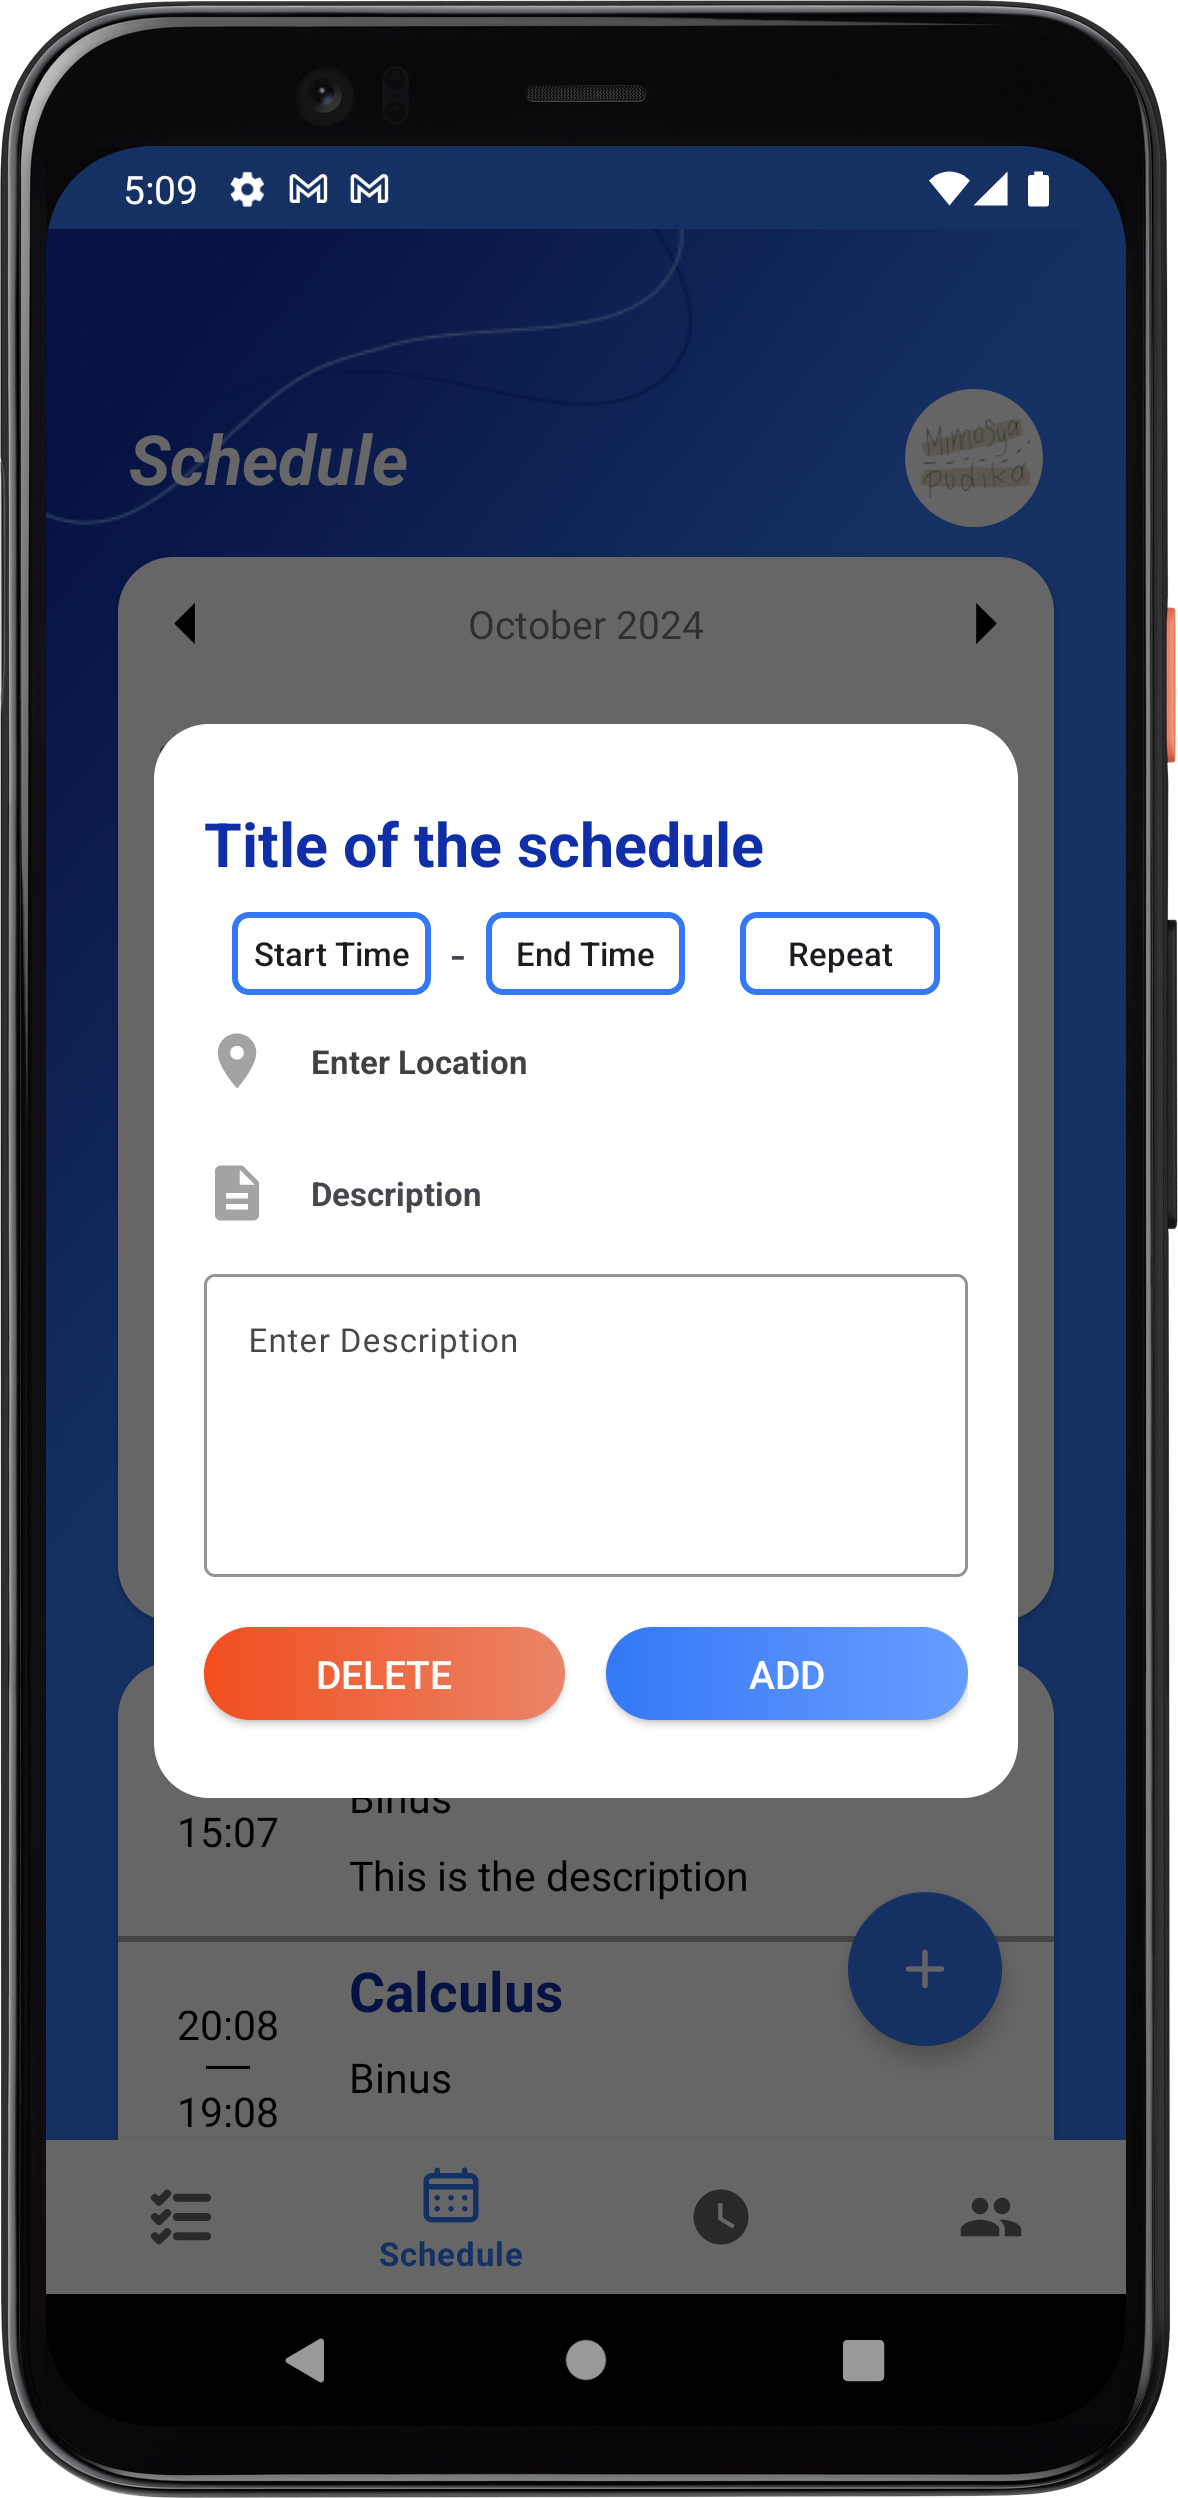 5:09
Schedule
Mimosya
pudika
October 2024
Title of the schedule
Start Time - End Time Repeat
Enter Location
Description
Enter Description
DELETE ADD
Binus
15:07
This is the description
Calculus
20:08
Binus
19:08
Schedule